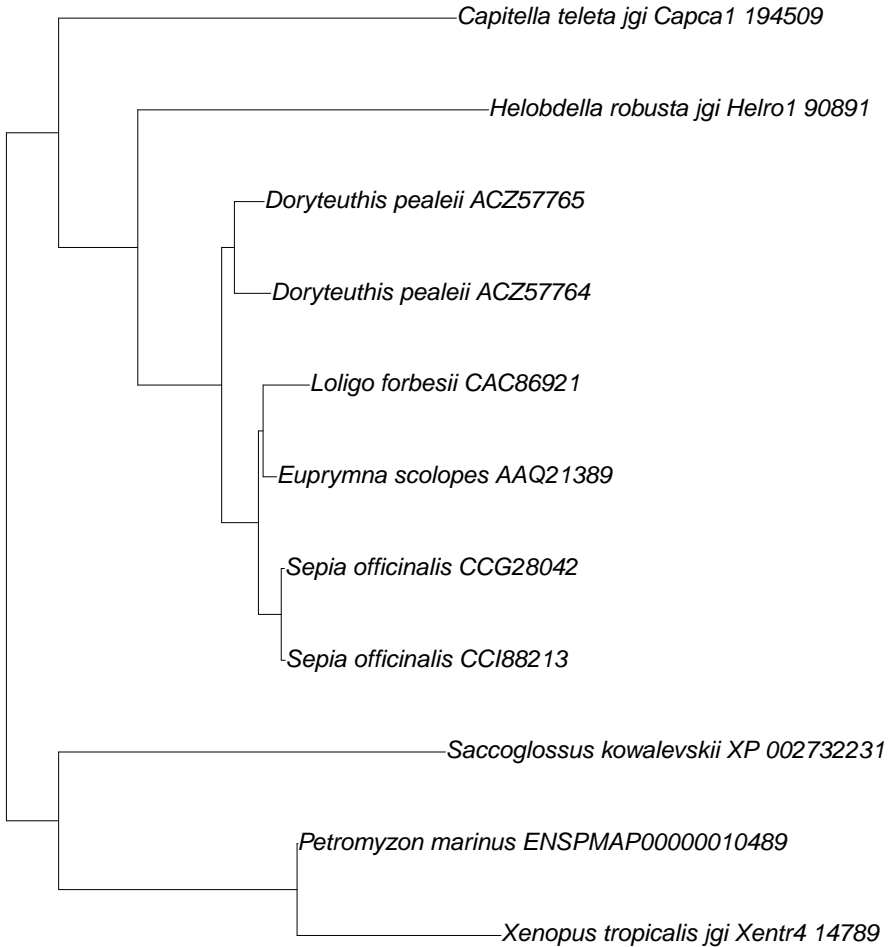 Capitella teleta jgi Capca1 194509
Helobdella robusta jgi Helro1 90891
Doryteuthis pealeii ACZ57765
Doryteuthis pealeii ACZ57764
Loligo forbesii CAC86921
Euprymna scolopes AAQ21389
Sepia officinalis CCG28042
Sepia officinalis CCI88213
Saccoglossus kowalevskii XP 002732231
Petromyzon marinus ENSPMAP00000010489
Xenopus tropicalis jgi Xentr4 14789